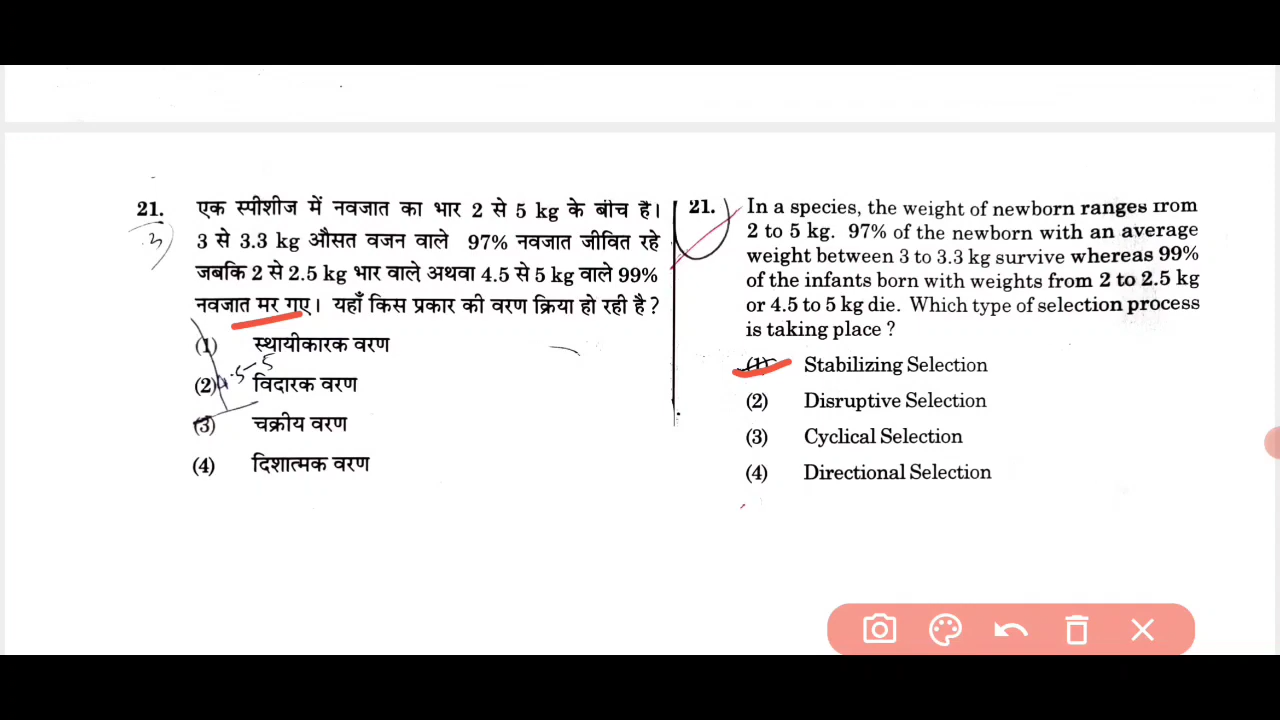 21.
एक स्पीशीज में नवजात का भार 2 से 5 kg के बीच है।
3 से 3.3 kg औसत वजन वाले 97% नवजात जीवित रहे
जबकि 2 से 2.5 kg भार वाले अथवा 4.5 से 5 kg वाले 99%
नवजात मर गए। यहाँ किस प्रकार की वरण क्रिया हो रही है ?
(1) स्थायीकारक वरण
(2) विदारक वरण
4.5-5
(3) चक्रीय वरण
(4) दिशात्मक वरण
21.
In a species, the weight of newborn ranges from
2 to 5 kg. 97% of the newborn with an average
weight between 3 to 3.3 kg survive whereas 99%
of the infants born with weights from 2 to 2.5 kg
or 4.5 to 5 kg die. Which type of selection process
is taking place ?
(1) Stabilizing Selection
(2) Disruptive Selection
(3) Cyclical Selection
(4) Directional Selection